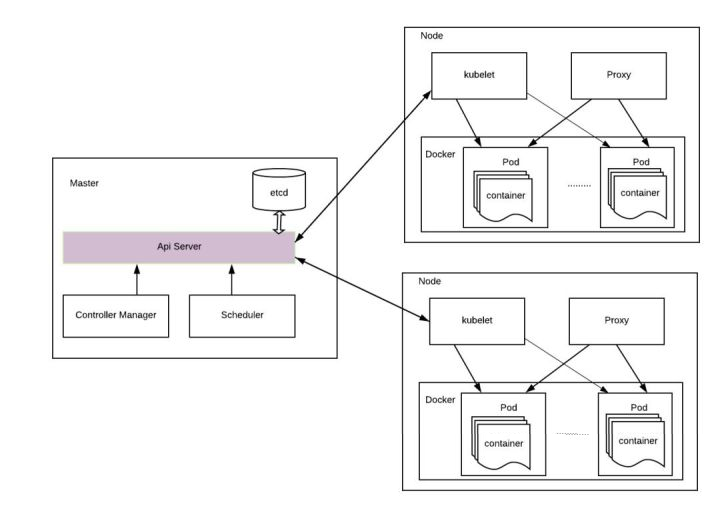 Master
etcd
Api Server
Controller Manager
Scheduler
Node
kubelet
Proxy
Docker
Pod
container
.........
Pod
container
Node
kubelet
Proxy
Docker
Pod
container
............
Pod
container